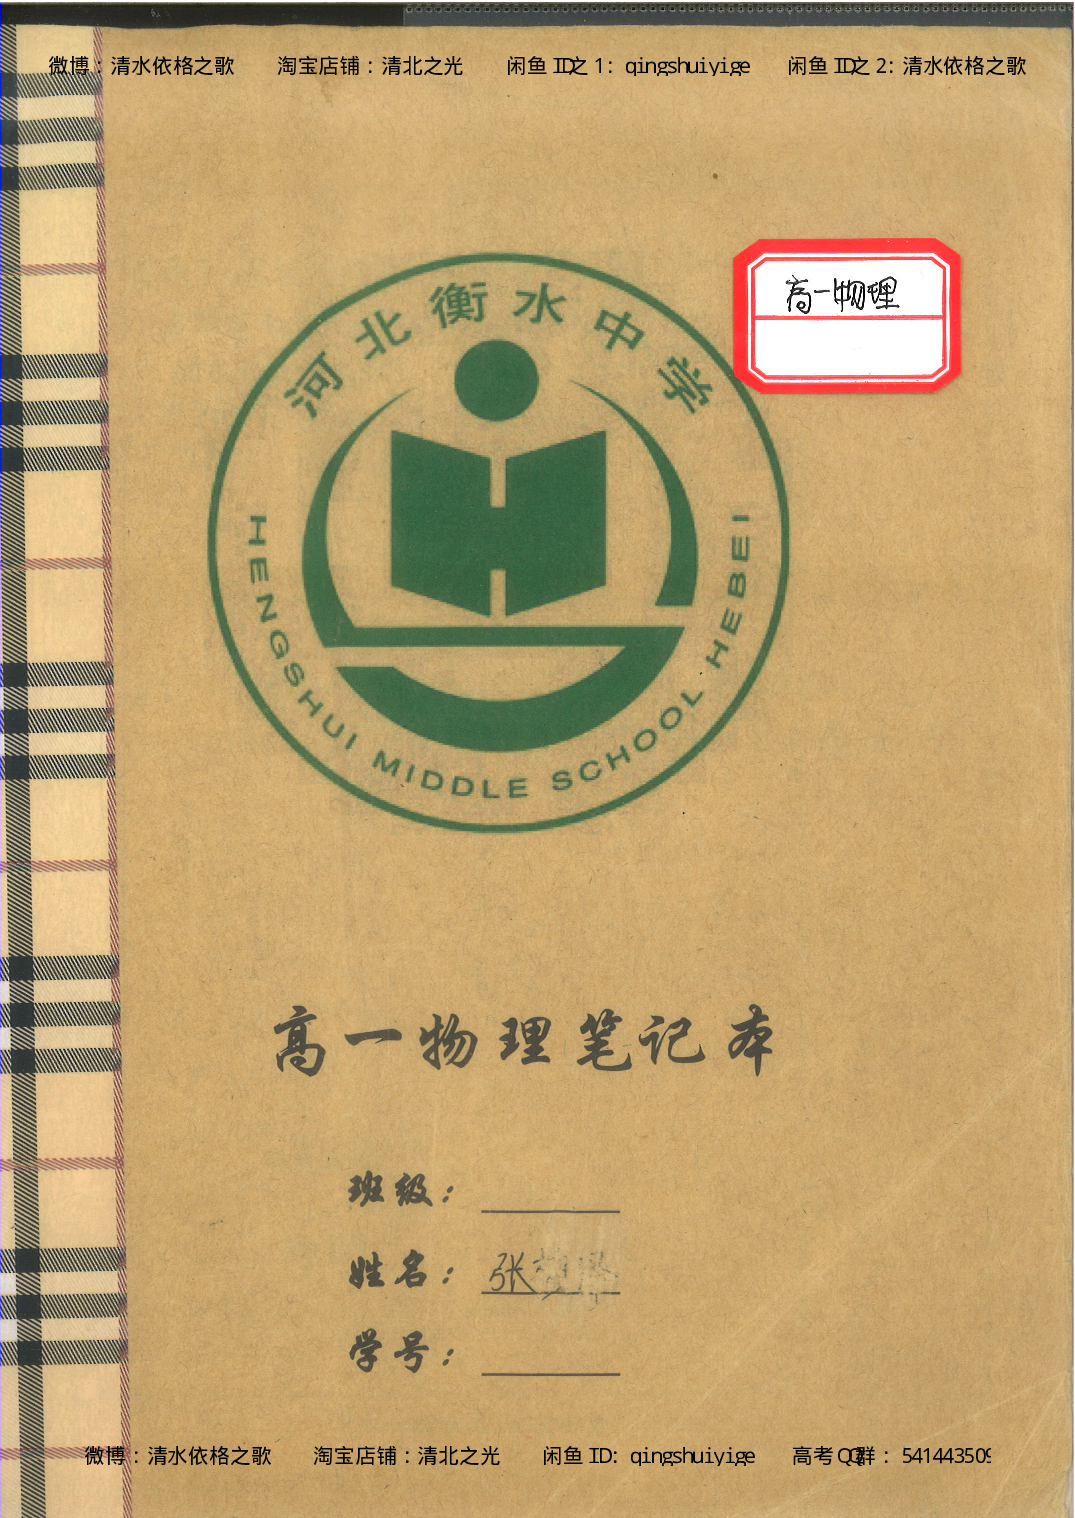 微博：清水依格之歌 淘宝店铺：清北之光 闲鱼 ID之 1: qingshuiyige 闲鱼 ID之 2: 清水依格之歌
高一物理
河北衡水中学
HENGSHUI MIDDLE SCHOOL HEBEI
高一物理笔记本
班级：
姓名：张
学号：
微博：清水依格之歌 淘宝店铺：清北之光 闲鱼 ID: qingshuiyige 高考QQ群：541443509